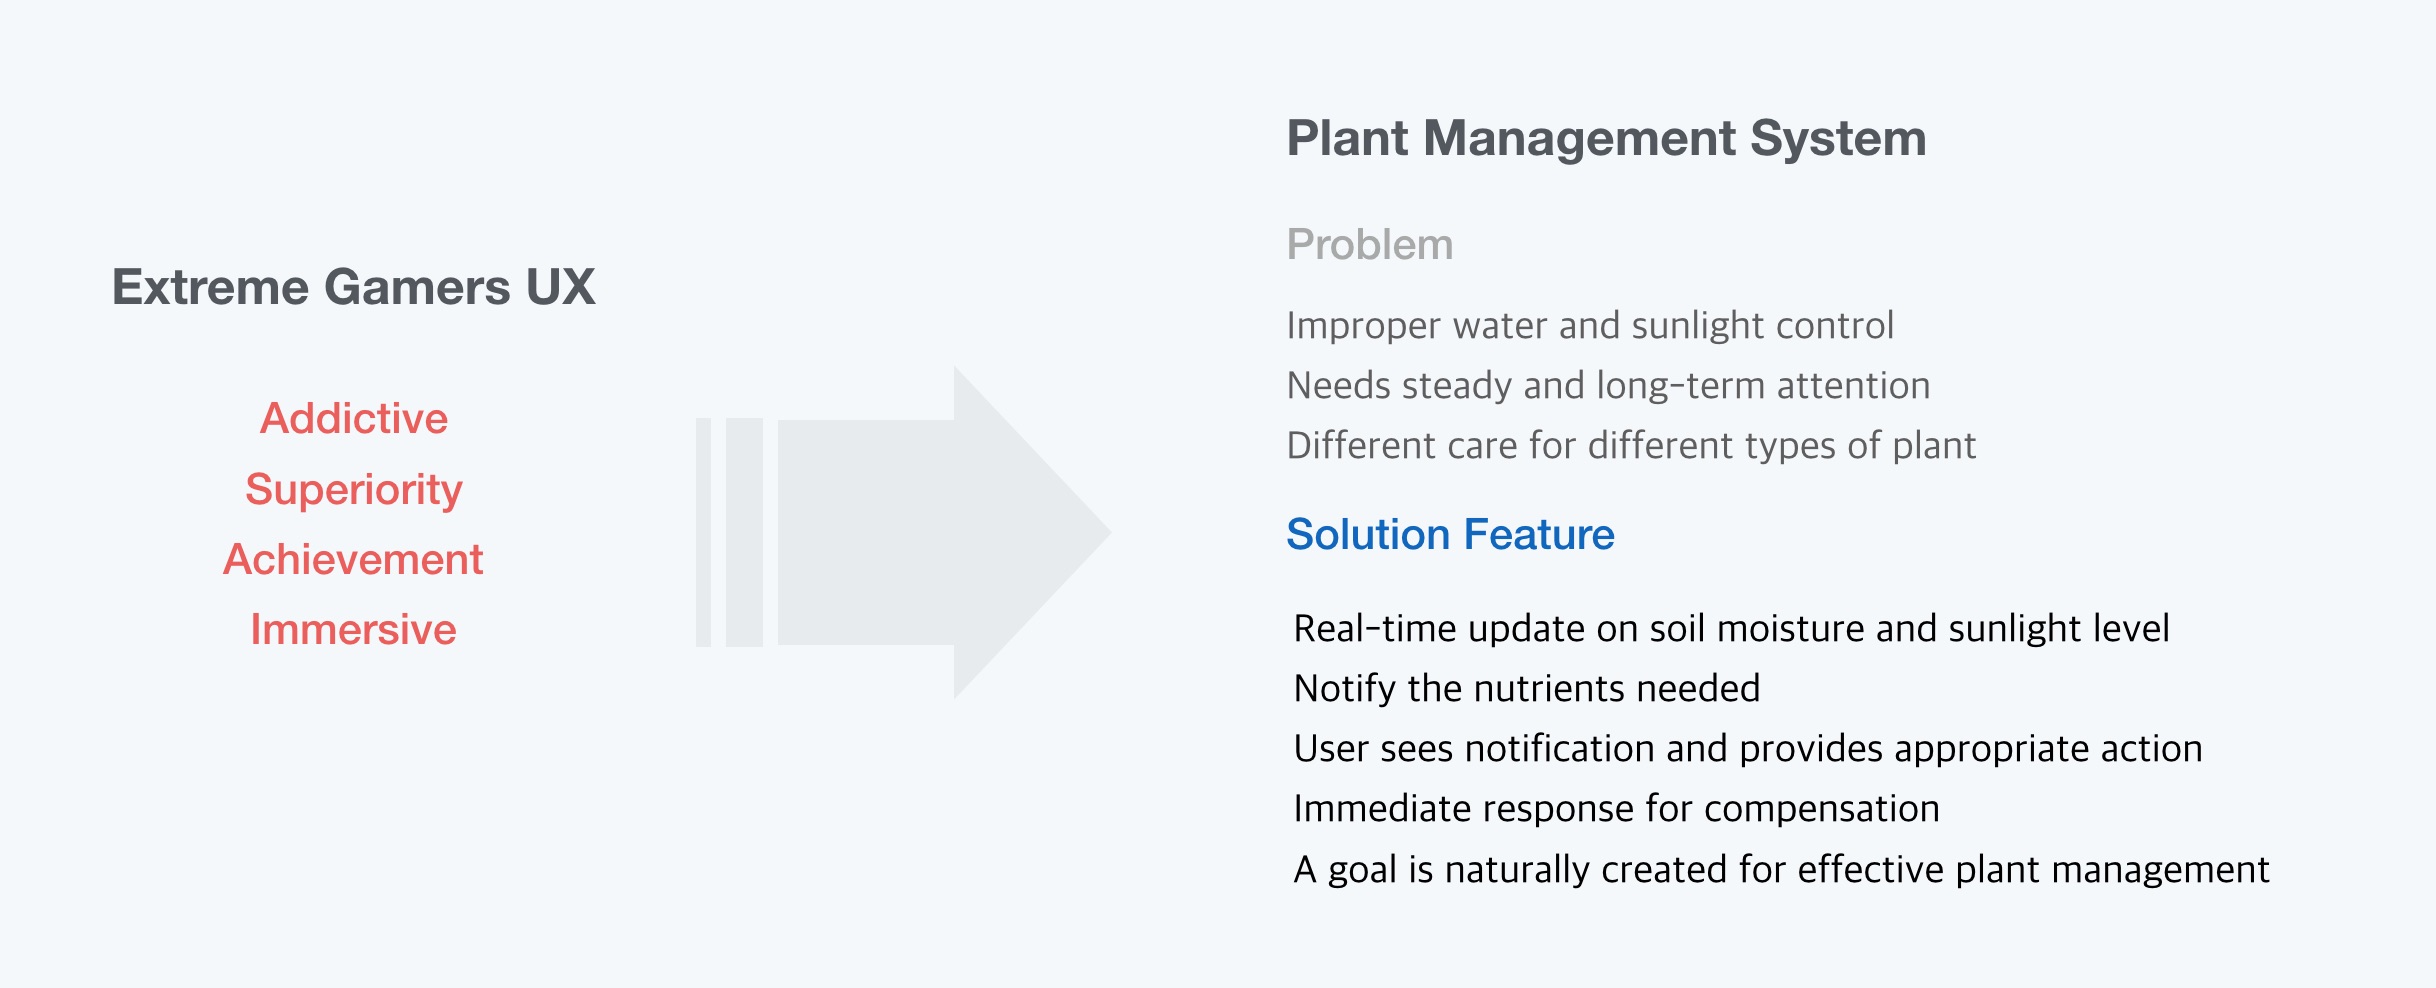 Extreme Gamers UX
Addictive
Superiority
Achievement
Immersive
Plant Management System
Problem
Improper water and sunlight control
Needs steady and long-term attention
Different care for different types of plant
Solution Feature
Real-time update on soil moisture and sunlight level
Notify the nutrients needed
User sees notification and provides appropriate action
Immediate response for compensation
A goal is naturally created for effective plant management